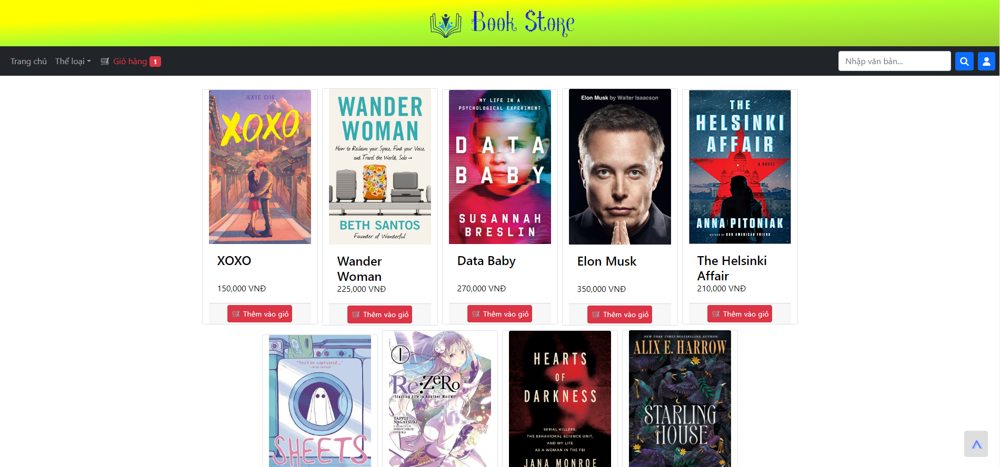 Book Store
Trang chủ Thể loại Giỏ hàng 1
Nhập văn bản...
AXIE OH
XOXO
WANDER
WOMAN
How to Reclaim your Space, Find your Voice,
and Travel the World, Solo →
BETH SANTOS
Founder of Wanderful
MY LIFE IN A
PSYCHOLOGICAL EXPERIMENT
DATA
BABY
SUSANNAH
BRESLIN
Elon Musk by Walter Isaacson
THE
HELSINKI
AFFAIR
A NOVEL
ANNA PITONIAK
AUTHOR OF OUR AMERICAN FRIEND
XOXO
150,000 VNĐ
Thêm vào giỏ
Wander
Woman
225,000 VNĐ
Thêm vào giỏ
Data Baby
270,000 VNĐ
Thêm vào giỏ
Elon Musk
350,000 VNĐ
Thêm vào giỏ
The Helsinki
Affair
210,000 VNĐ
Thêm vào giỏ
"You'll be captivated..."
SHEETS
1
Re:ZERO
-Starting Life in Another World-
TAPPEI
NAGATSUKI
ILLUSTRATION BY
SHINICHIROU
OTSUKA
HEARTS
OF
DARKNESS
SERIAL KILLERS,
THE BEHAVIORAL SCIENCE UNIT,
AND MY LIFE
AS A WOMAN IN THE FBI
JANA MONROE
NEW YORK TIMES BESTSELLING AUTHOR
ALIX E. HARROW
STARLING
HOUSE